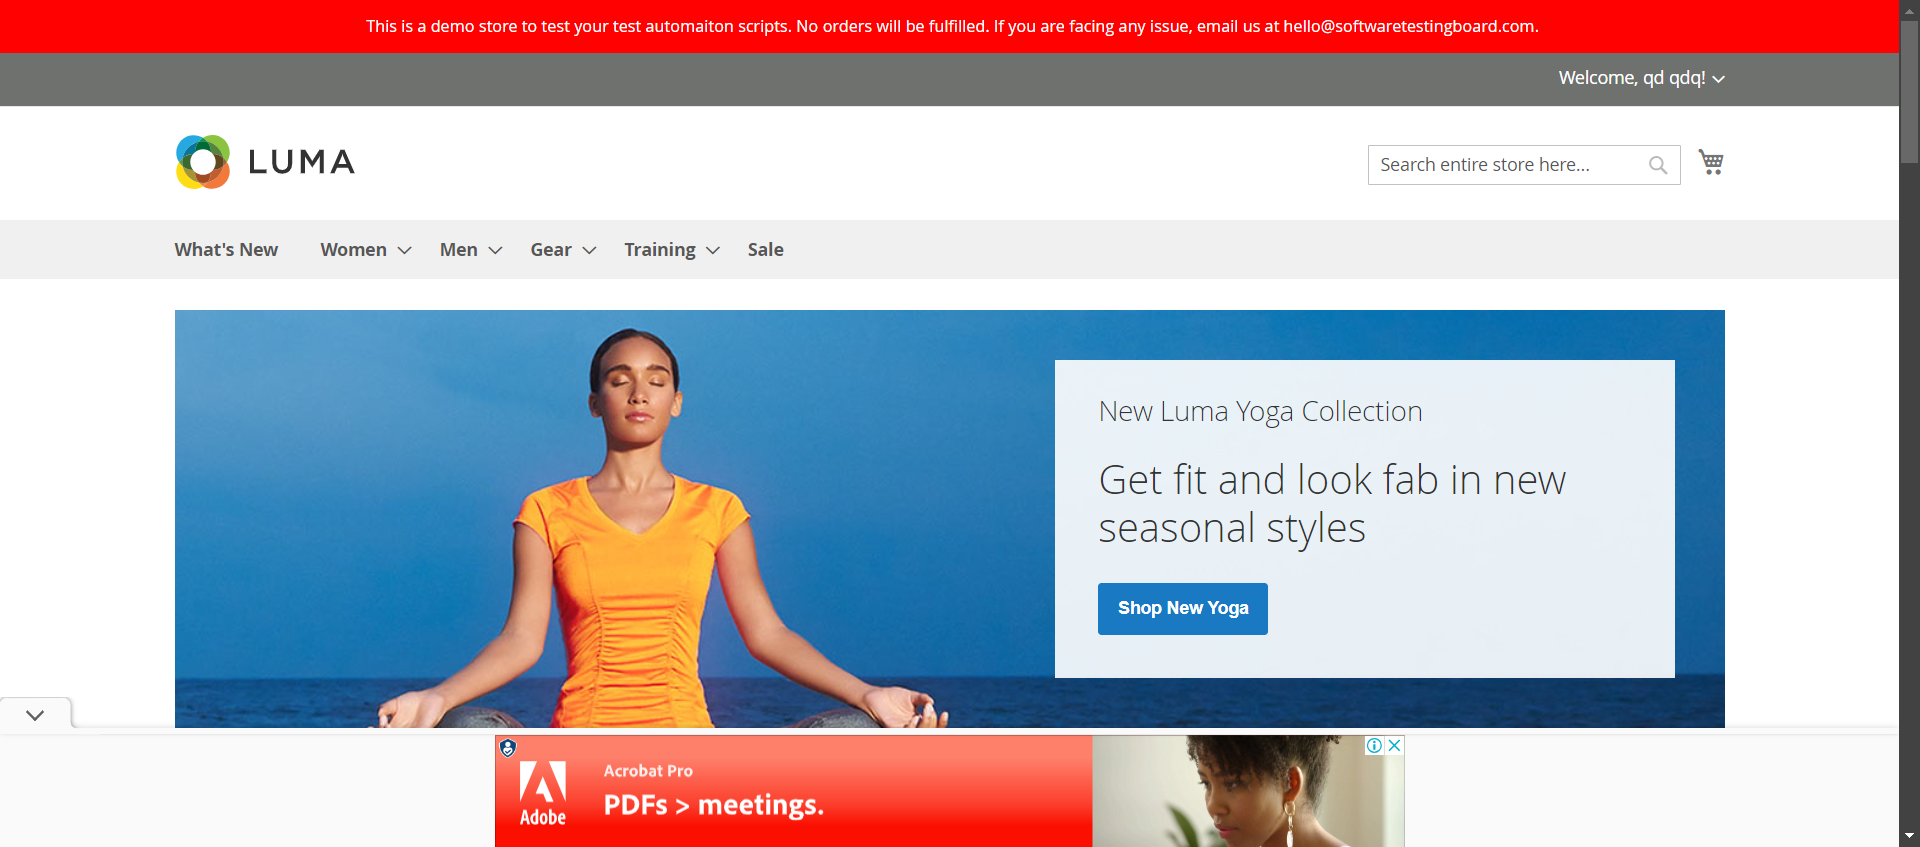 This is a demo store to test your test automaiton scripts. No orders will be fulfilled. If you are facing any issue, email us at hello@softwaretestingboard.com.
Welcome, qd qdq!
LUMA
Search entire store here...
What's New Women Men Gear Training Sale
New Luma Yoga Collection
Get fit and look fab in new
seasonal styles
Shop New Yoga
Adobe
Acrobat Pro
PDFs > meetings.